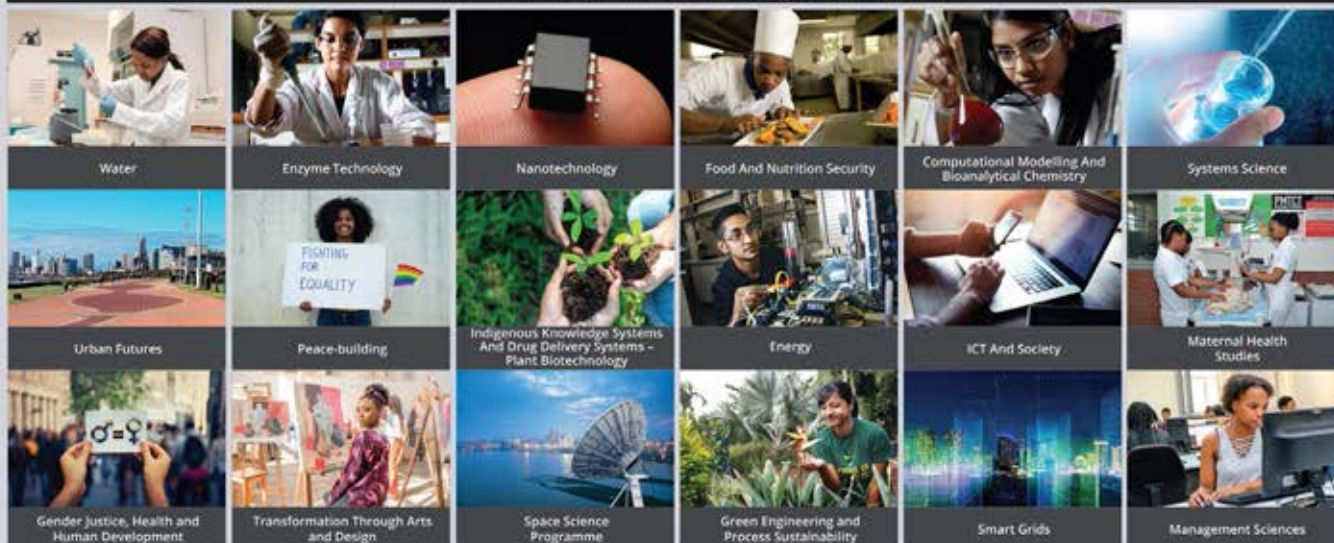 Water
Enzyme Technology
Nanotechnology
Food And Nutrition Security
Computational Modelling And
Bioanalytical Chemistry
Systems Science
FIGHTING
FOR
EQUALITY
PMTCT
Urban Futures
Peace-building
Indigenous Knowledge Systems
And Drug Delivery Systems –
Plant Biotechnology
Energy
ICT And Society
Maternal Health
Studies
♂=♀
Gender Justice, Health and
Human Development
Transformation Through Arts
and Design
Space Science
Programme
Green Engineering and
Process Sustainability
Smart Grids
Management Sciences